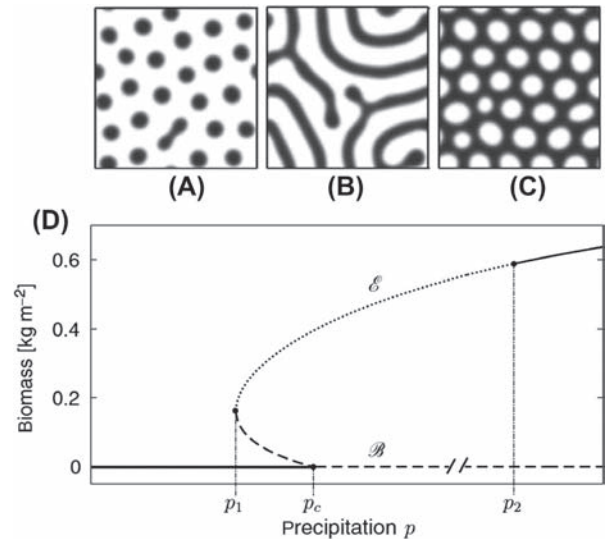 (A) (B) (C)
(D)
Biomass [kg m⁻²]
0.6
0.4
0.2
0
ℰ
ℬ
p₁ p_c p₂
Precipitation p